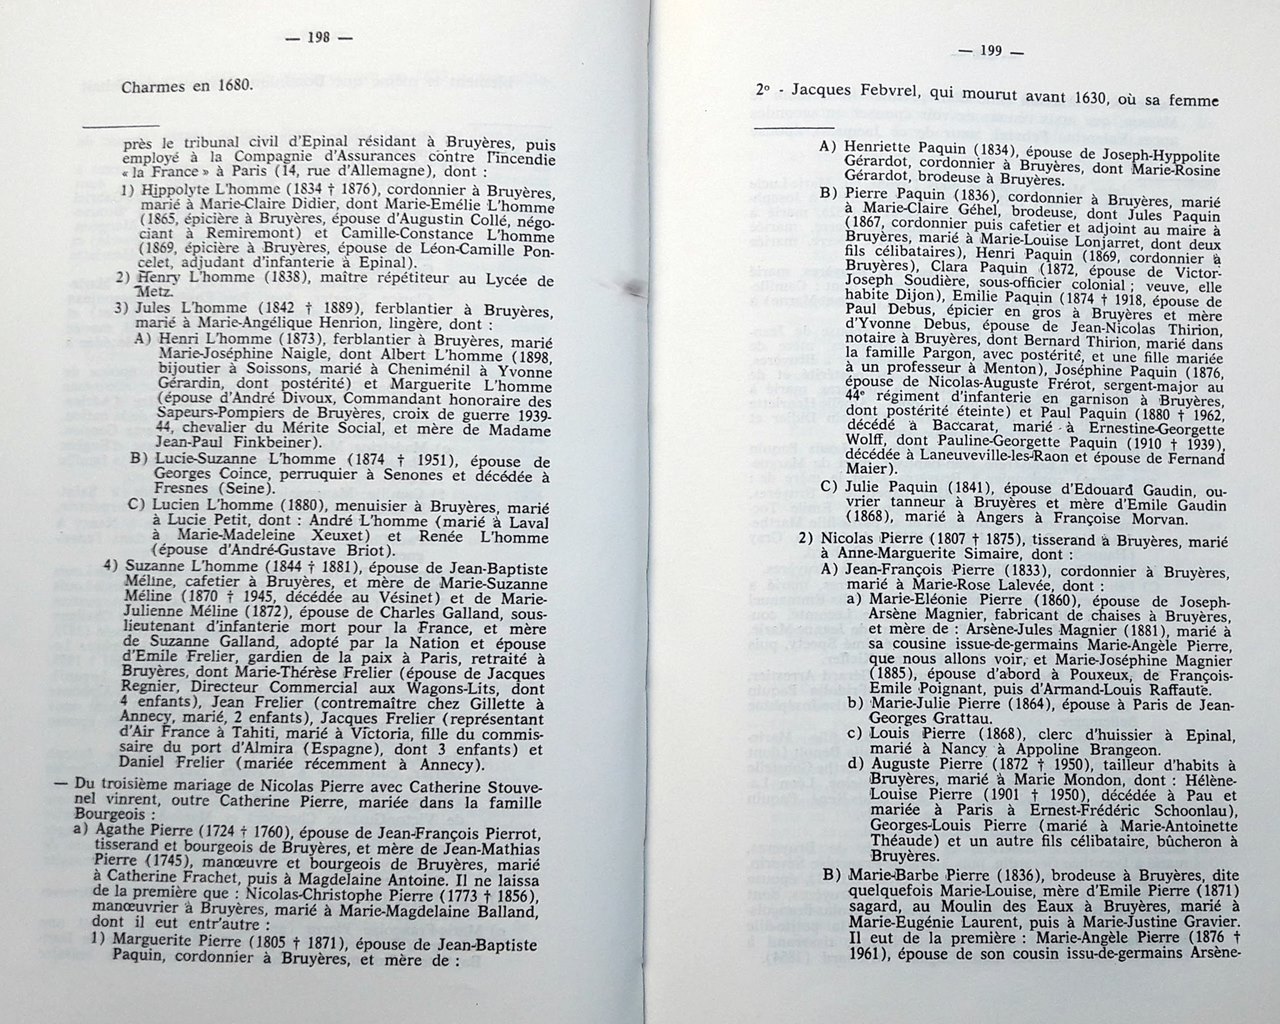 — 198 —
Charmes en 1680.
près le tribunal civil d'Epinal résidant à Bruyères, puis
employé à la Compagnie d'Assurances contre l'incendie
« la France » à Paris (14, rue d'Allemagne), dont :
1) Hippolyte L'homme (1834 † 1876), cordonnier à Bruyères,
marié à Marie-Claire Didier, dont Marie-Emélie L'homme
(1865, épicière à Bruyères, épouse d'Augustin Collé, négo-
ciant à Remiremont) et Camille-Constance L'homme
(1869, épicière à Bruyères, épouse de Léon-Camille Pon-
celet, adjudant d'infanterie à Epinal).
2) Henry L'homme (1838), maître répétiteur au Lycée de
Metz.
3) Jules L'homme (1842 † 1889), ferblantier à Bruyères,
marié à Marie-Angélique Henrion, lingère, dont :
A) Henri L'homme (1873), ferblantier à Bruyères, marié
Marie-Joséphine Naigle, dont Albert L'homme (1898,
bijoutier à Soissons, marié à Cheniménil à Yvonne
Gérardin, dont postérité) et Marguerite L'homme
(épouse d'André Divoux, Commandant honoraire des
Sapeurs-Pompiers de Bruyères, croix de guerre 1939-
44, chevalier du Mérite Social, et mère de Madame
Jean-Paul Finkbeiner).
B) Lucie-Suzanne L'homme (1874 † 1951), épouse de
Georges Coince, perruquier à Senones et décédée à
Fresnes (Seine).
C) Lucien L'homme (1880), menuisier à Bruyères, marié
à Lucie Petit, dont : André L'homme (marié à Laval
à Marie-Madeleine Xeuxet) et Renée L'homme
(épouse d'André-Gustave Briot).
4) Suzanne L'homme (1844 † 1881), épouse de Jean-Baptiste
Méline, cafetier à Bruyères, et mère de Marie-Suzanne
Méline (1870 † 1945, décédée au Vésinet) et de Marie-
Julienne Méline (1872), épouse de Charles Galland, sous-
lieutenant d'infanterie mort pour la France, et mère
de Suzanne Galland, adopté par la Nation et épouse
d'Emile Frelier, gardien de la paix à Paris, retraité à
Bruyères, dont Marie-Thérèse Frelier (épouse de Jacques
Regnier, Directeur Commercial aux Wagons-Lits, dont
4 enfants), Jean Frelier (contremaître chez Gillette à
Annecy, marié, 2 enfants), Jacques Frelier (représentant
d'Air France à Tahiti, marié à Victoria, fille du commis-
saire du port d'Almira (Espagne), dont 3 enfants) et
Daniel Frelier (mariée récemment à Annecy).
— Du troisième mariage de Nicolas Pierre avec Catherine Stouve-
nel vinrent, outre Catherine Pierre, mariée dans la famille
Bourgeois :
a) Agathe Pierre (1724 † 1760), épouse de Jean-François Pierrot,
tisserand et bourgeois de Bruyères, et mère de Jean-Mathias
Pierre (1745), manœuvre et bourgeois de Bruyères, marié
à Catherine Frachet, puis à Magdelaine Antoine. Il ne laissa
de la première que : Nicolas-Christophe Pierre (1773 † 1856),
manœuvrier à Bruyères, marié à Marie-Magdelaine Balland,
dont il eut entr'autre :
1) Marguerite Pierre (1805 † 1871), épouse de Jean-Baptiste
Paquin, cordonnier à Bruyères, et mère de :
— 199 —
2º - Jacques Febvrel, qui mourut avant 1630, où sa femme
A) Henriette Paquin (1834), épouse de Joseph-Hyppolite
Gérardot, cordonnier à Bruyères, dont Marie-Rosine
Gérardot, brodeuse à Bruyères.
B) Pierre Paquin (1836), cordonnier à Bruyères, marié
à Marie-Claire Géhel, brodeuse, dont Jules Paquin
(1867, cordonnier puis cafetier et adjoint au maire à
Bruyères, marié à Marie-Louise Lonjarret, dont deux
fils célibataires), Henri Paquin (1869, cordonnier à
Bruyères), Clara Paquin (1872, épouse de Victor-
Joseph Soudière, sous-officier colonial ; veuve, elle
habite Dijon), Emilie Paquin (1874 † 1918, épouse de
Paul Debus, épicier en gros à Bruyères et mère
d'Yvonne Debus, épouse de Jean-Nicolas Thirion,
notaire à Bruyères, dont Bernard Thirion, marié dans
la famille Pargon, avec postérité, et une fille mariée
à un professeur à Menton), Joséphine Paquin (1876,
épouse de Nicolas-Auguste Frérot, sergent-major au
44e régiment d'infanterie en garnison à Bruyères,
dont postérité éteinte) et Paul Paquin (1880 † 1962,
décédé à Baccarat, marié à Ernestine-Georgette
Wolff, dont Pauline-Georgette Paquin (1910 † 1939),
décédée à Laneuveville-les-Raon et épouse de Fernand
Maier).
C) Julie Paquin (1841), épouse d'Edouard Gaudin, ou-
vrier tanneur à Bruyères et mère d'Emile Gaudin
(1868), marié à Angers à Françoise Morvan.
2) Nicolas Pierre (1807 † 1875), tisserand à Bruyères, marié
à Anne-Marguerite Simaire, dont :
A) Jean-François Pierre (1833), cordonnier à Bruyères,
marié à Marie-Rose Lalevée, dont :
a) Marie-Eléonie Pierre (1860), épouse de Joseph-
Arsène Magnier, fabricant de chaises à Bruyères,
et mère de : Arsène-Jules Magnier (1881), marié à
sa cousine issue-de-germains Marie-Angèle Pierre,
que nous allons voir, et Marie-Joséphine Magnier
(1885), épouse d'abord à Pouxeux, de François-
Emile Poignant, puis d'Armand-Louis Raffaute.
b) Marie-Julie Pierre (1864), épouse à Paris de Jean-
Georges Grattau.
c) Louis Pierre (1868), clerc d'huissier à Epinal,
marié à Nancy à Appoline Brangeon.
d) Auguste Pierre (1872 † 1950), tailleur d'habits à
Bruyères, marié à Marie Mondon, dont : Hélène-
Louise Pierre (1901 † 1950), décédée à Pau et
mariée à Paris à Ernest-Frédéric Schoonlau),
Georges-Louis Pierre (marié à Marie-Antoinette
Théaude) et un autre fils célibataire, bûcheron à
Bruyères.
B) Marie-Barbe Pierre (1836), brodeuse à Bruyères, dite
quelquefois Marie-Louise, mère d'Emile Pierre (1871)
sagard, au Moulin des Eaux à Bruyères, marié à
Marie-Eugénie Laurent, puis à Marie-Justine Gravier.
Il eut de la première : Marie-Angèle Pierre (1876 †
1961), épouse de son cousin issu-de-germains Arsène-